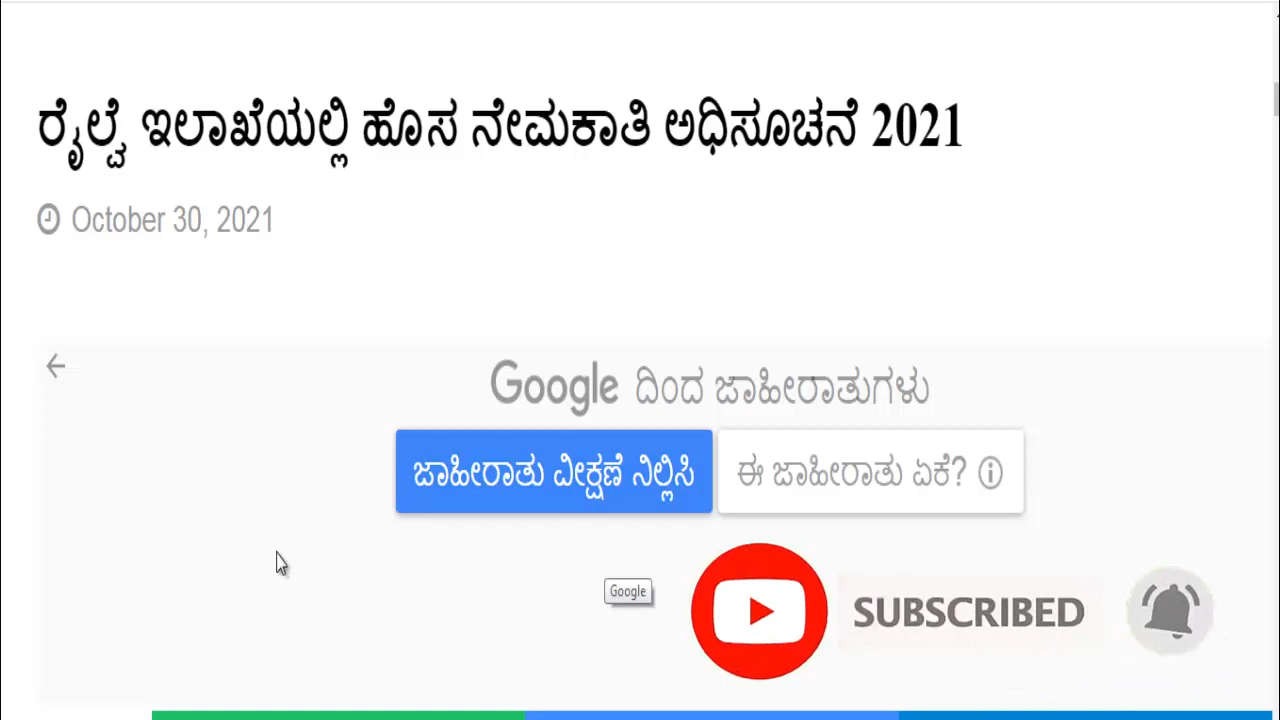 ರೈಲ್ವೆ ಇಲಾಖೆಯಲ್ಲಿ ಹೊಸ ನೇಮಕಾತಿ ಅಧಿಸೂಚನೆ 2021
October 30, 2021
Google ದಿಂದ ಜಾಹೀರಾತುಗಳು
ಜಾಹೀರಾತು ವೀಕ್ಷಣೆ ನಿಲ್ಲಿಸಿ ಈ ಜಾಹೀರಾತು ಏಕೆ?
Google
SUBSCRIBED